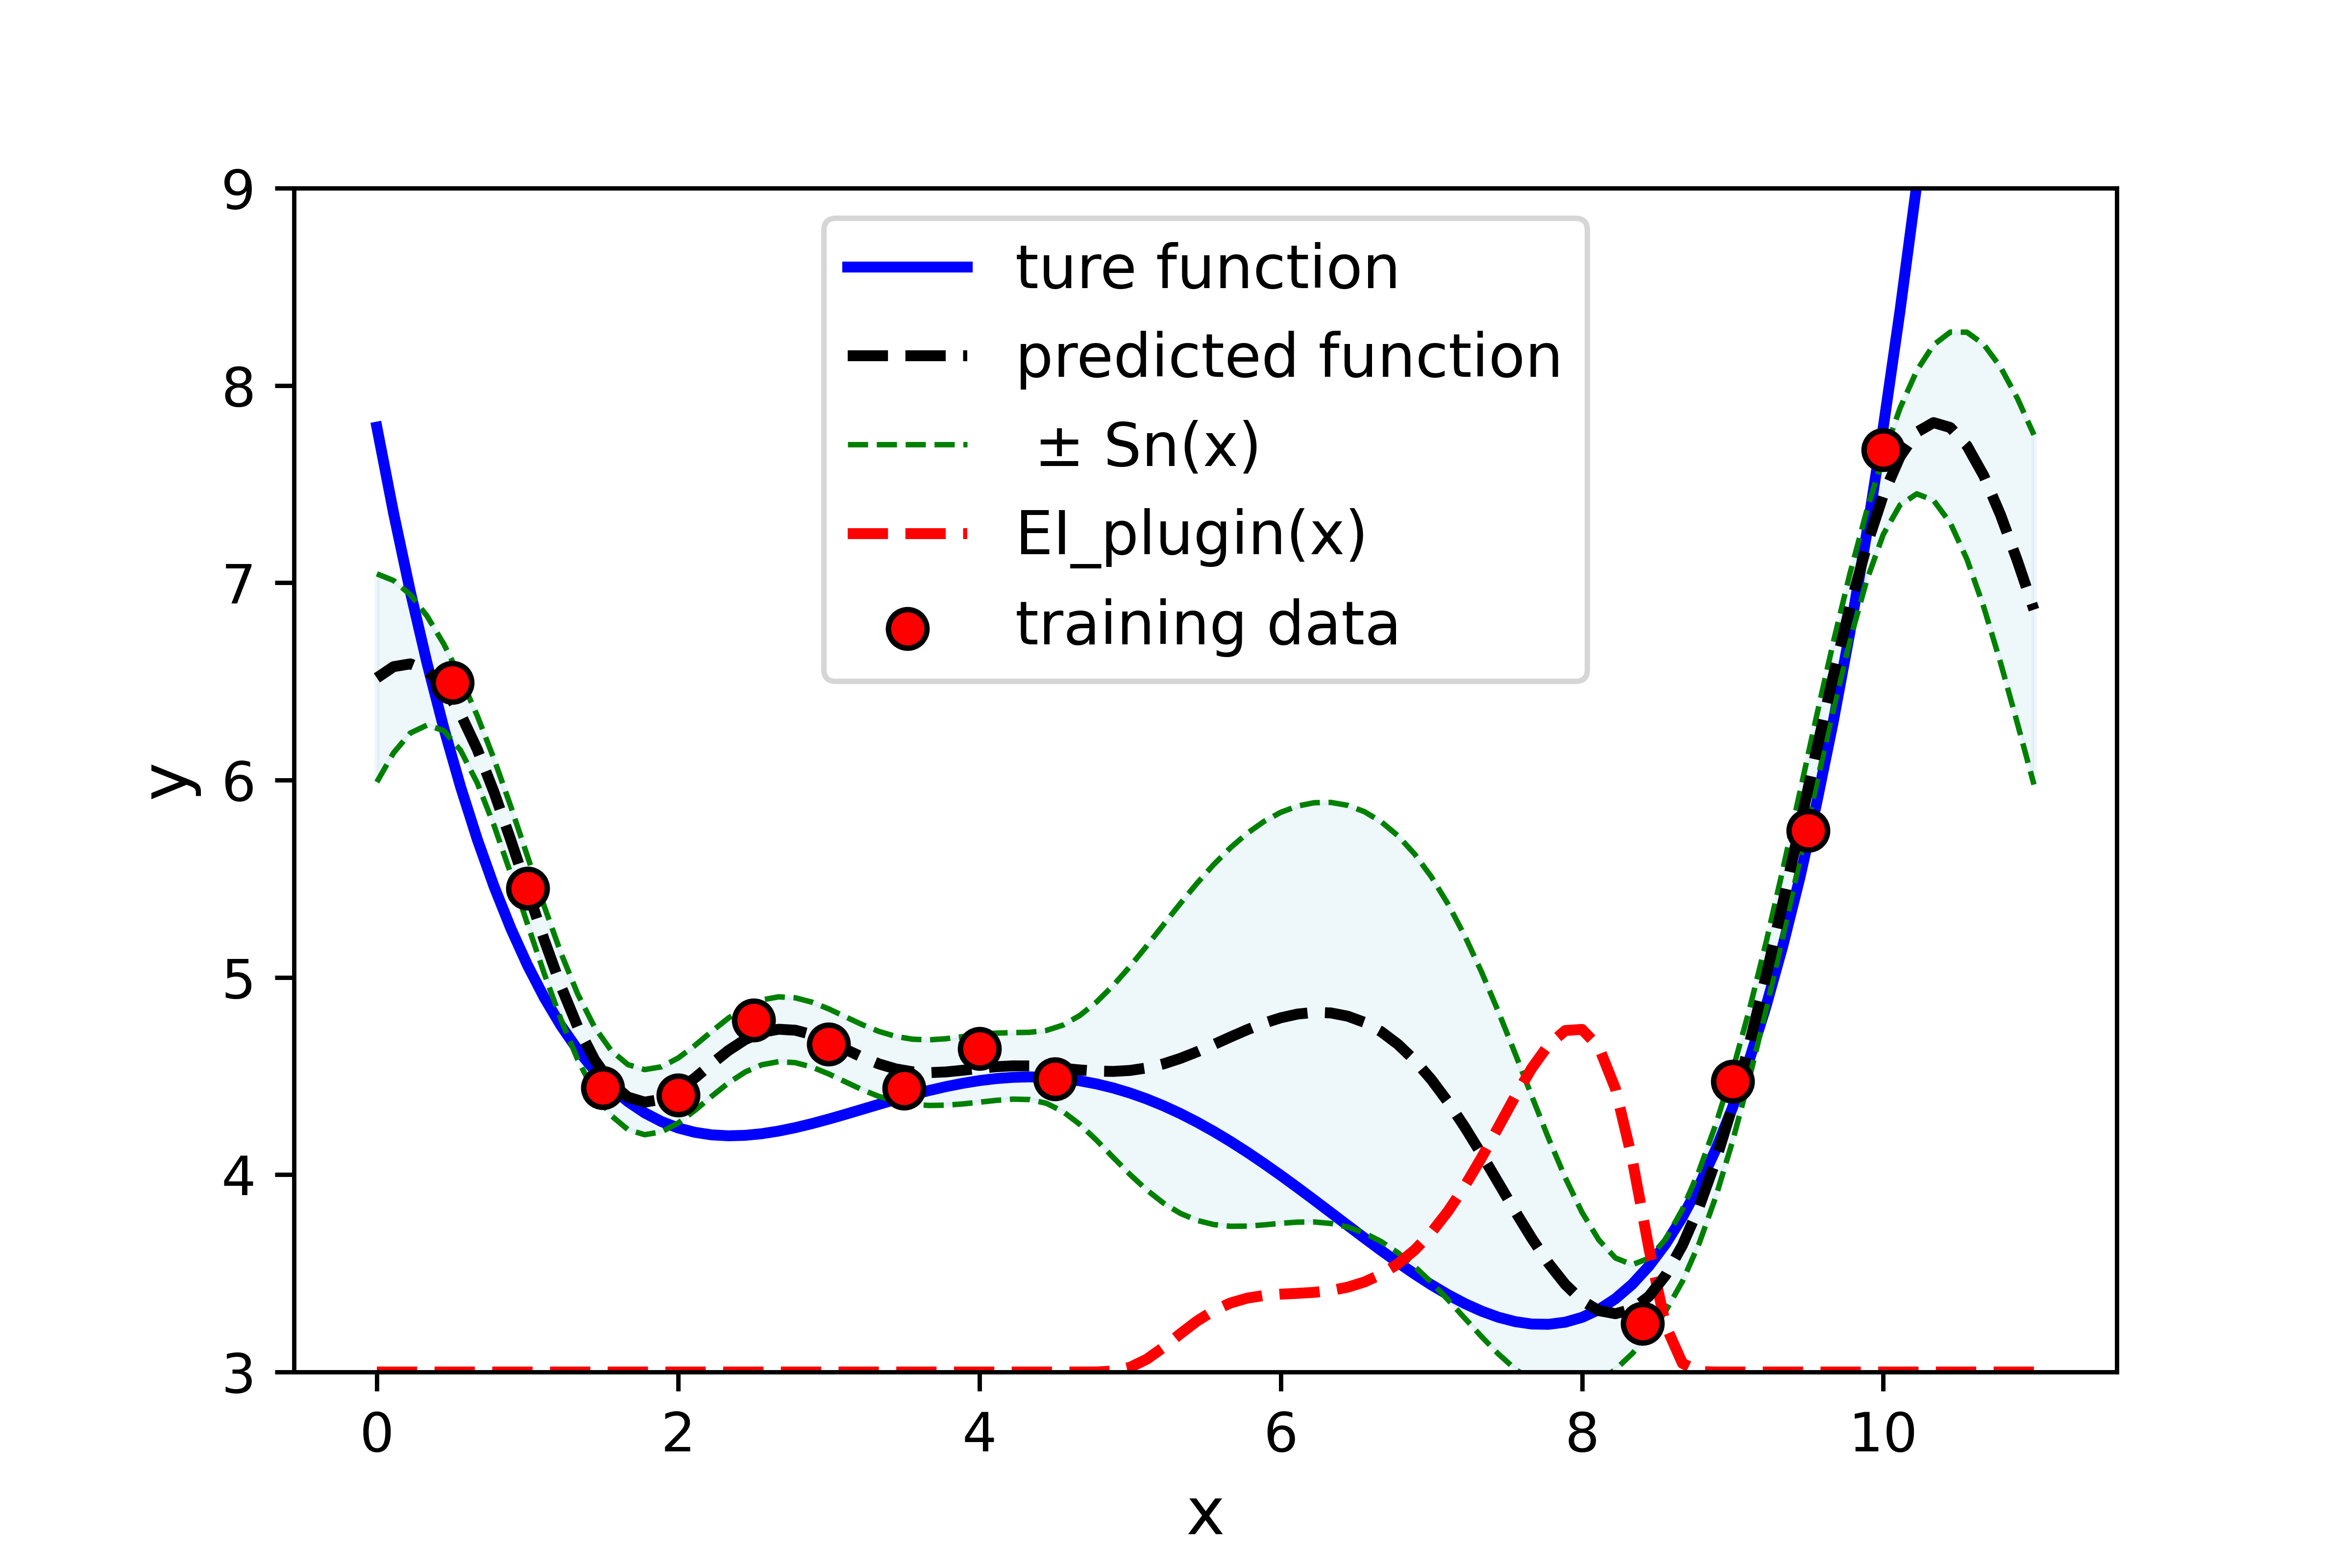 9
8
7
6
5
4
3
y
ture function
predicted function
± Sn(x)
EI_plugin(x)
training data
0 2 4 6 8 10
x